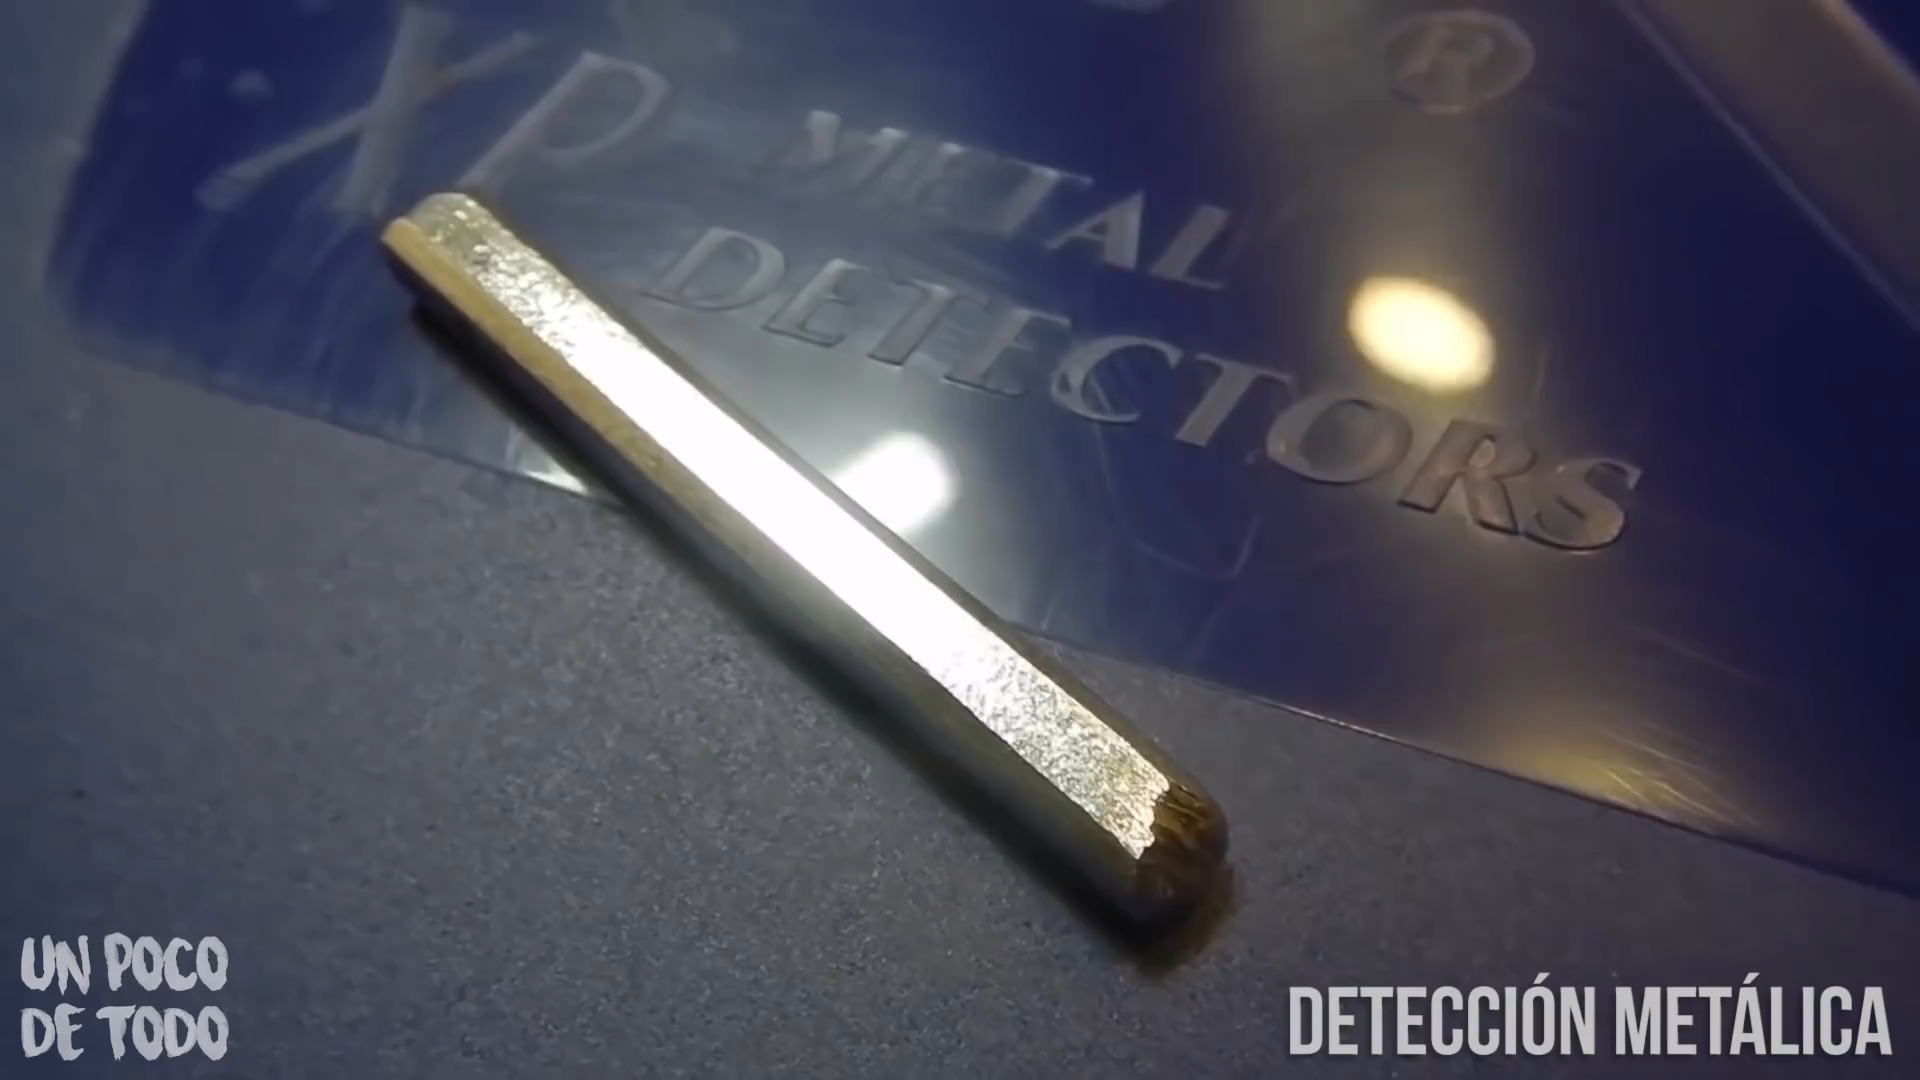 XP METAL ®
DETECTORS
UN POCO
DE TODO
DETECCIÓN METÁLICA